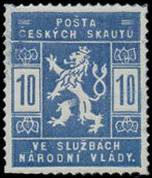 POŠTA
ČESKÝCH SKAUTŮ
10 10
VE SLUŽBÁCH
NÁRODNÍ VLÁDY.